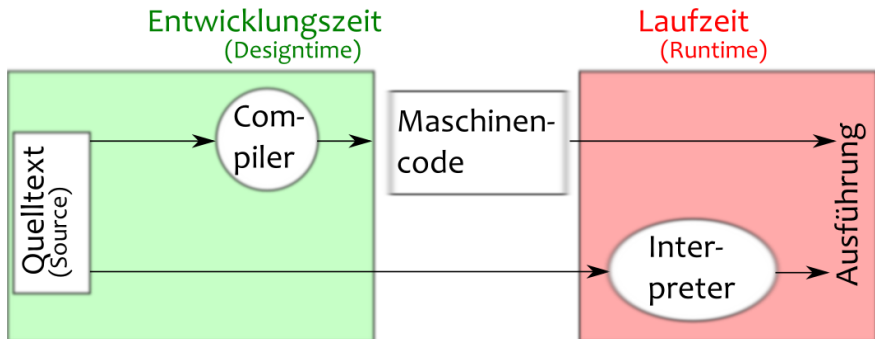 Entwicklungszeit
(Designtime)
Laufzeit
(Runtime)
Quelltext
(Source)
Com-
piler
Maschinen-
code
Inter-
preter
Ausführung